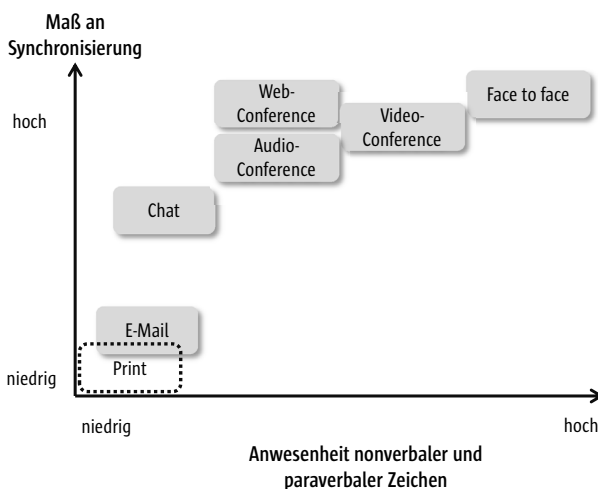 Maß an
Synchronisierung
hoch
Web-
Conference
Audio-
Conference
Video-
Conference
Face to face
Chat
E-Mail
Print
niedrig
niedrig
hoch
Anwesenheit nonverbaler und
paraverbaler Zeichen